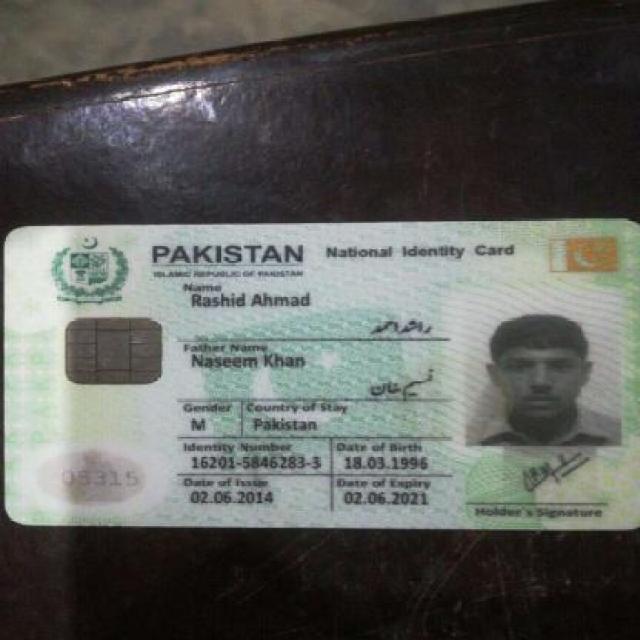 PAKISTAN National Identity Card
ISLAMIC REPUBLIC OF PAKISTAN
Name
Rashid Ahmad
راشد احمد
Father Name
Naseem Khan
نسیم خان
Gender Country of Stay
M Pakistan
Identity Number Date of Birth
16201-5846283-3 18.03.1996
Date of Issue Date of Expiry
02.06.2014 02.06.2021
08315
Holder's Signature